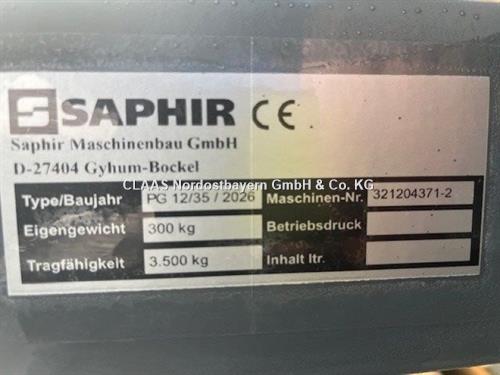 SAPHIR CE
Saphir Maschinenbau GmbH
D-27404 Gyhum-Bockel
CLAAS Nordostbayern GmbH & Co. KG
Type/Baujahr PG 12/35 / 2026 Maschinen-Nr. 321204371-2
Eigengewicht 300 kg Betriebsdruck
Tragfähigkeit 3.500 kg Inhalt ltr.